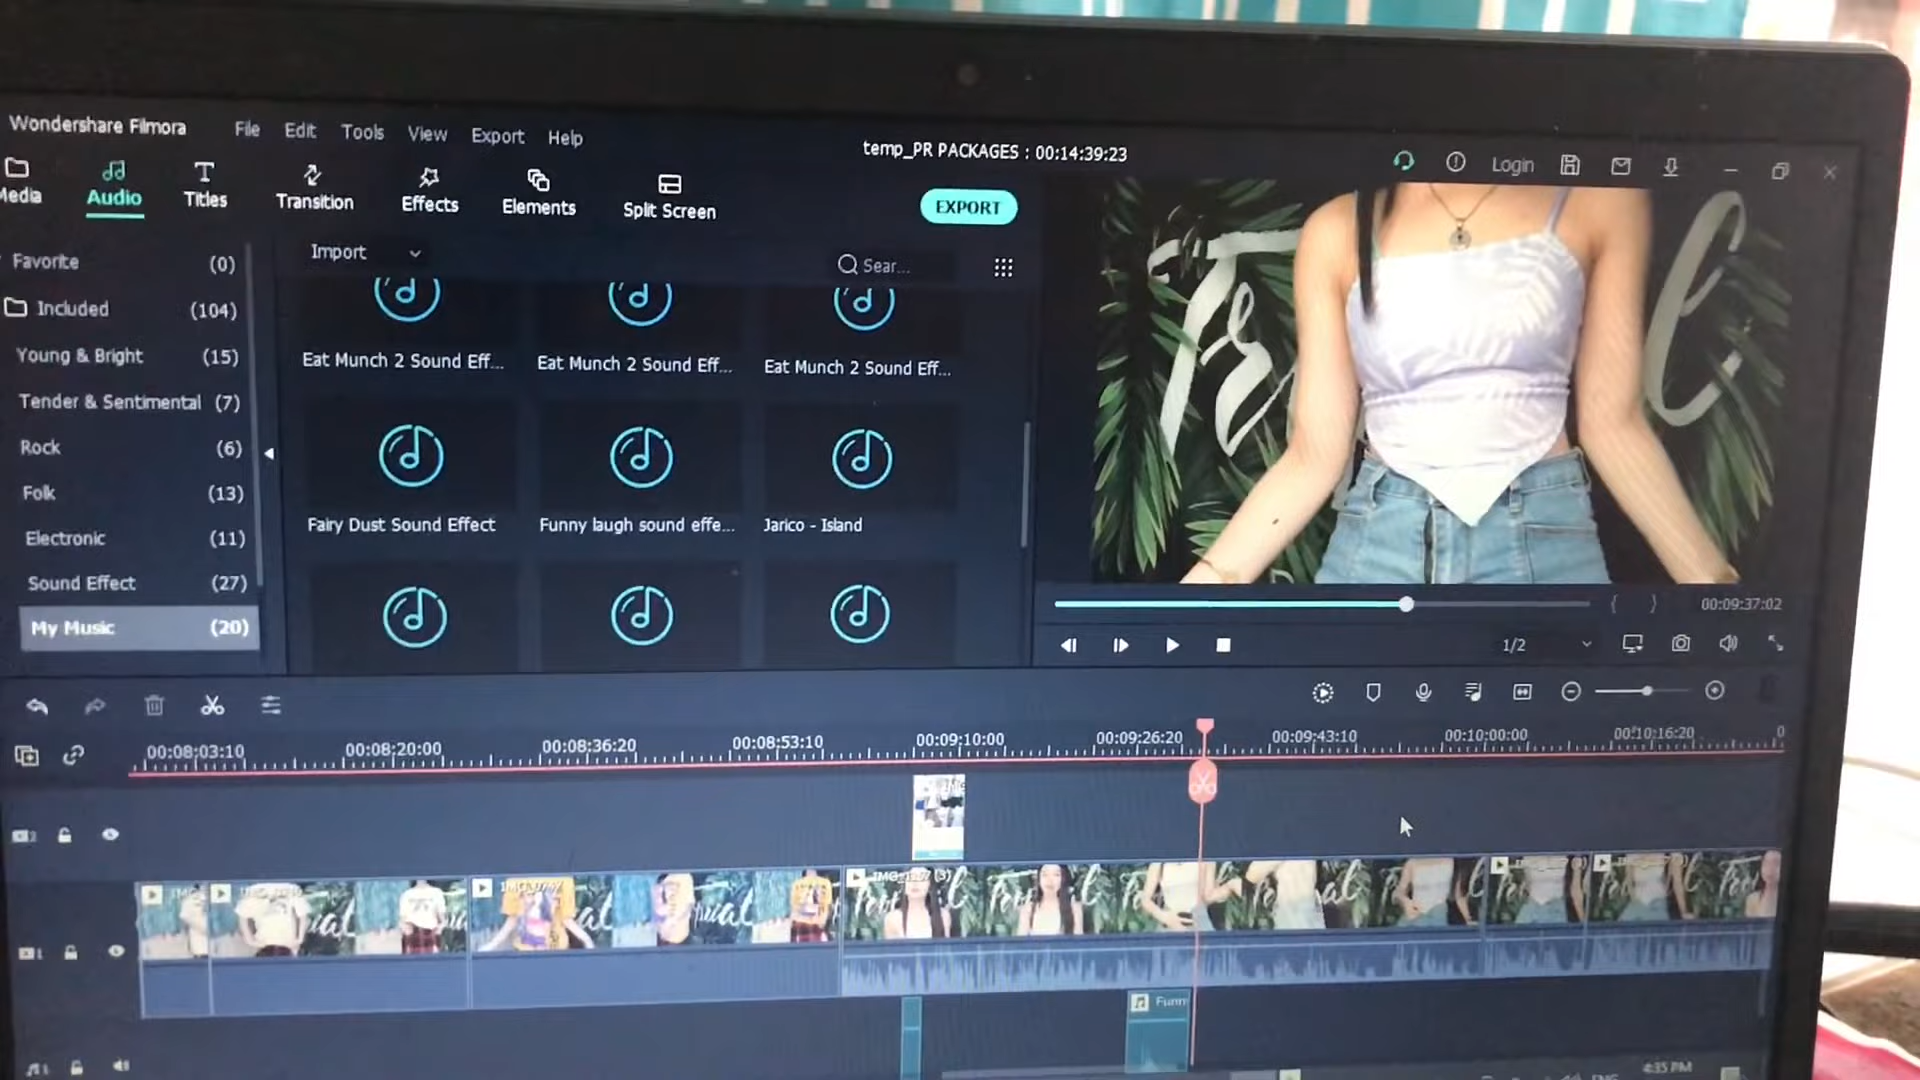 Wondershare Filmora File Edit Tools View Export Help
temp_PR PACKAGES : 00:14:39:23
Login
Media Audio Titles Transition Effects Elements Split Screen
EXPORT
Import
Sear...
Favorite (0)
Included (104)
Young & Bright (15)
Tender & Sentimental (7)
Rock (6)
Folk (13)
Electronic (11)
Sound Effect (27)
My Music (20)
Eat Munch 2 Sound Eff... Eat Munch 2 Sound Eff... Eat Munch 2 Sound Eff...
Fairy Dust Sound Effect Funny laugh sound effe... Jarico - Island
00:09:37:02
1/2
00:08:03:10 00:08:20:00 00:08:36:20 00:08:53:10 00:09:10:00 00:09:26:20 00:09:43:10 00:10:00:00 00:10:16:20
Funn
ENG
4:35 PM